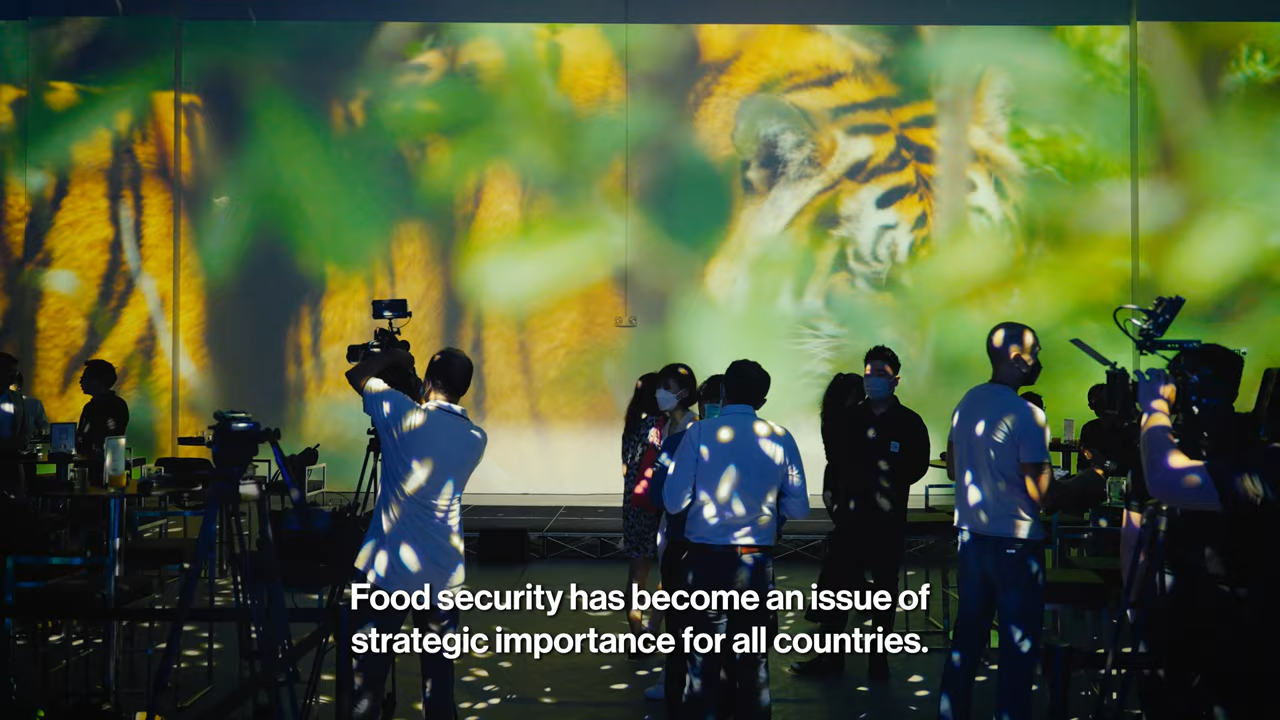 Food security has become an issue of
strategic importance for all countries.